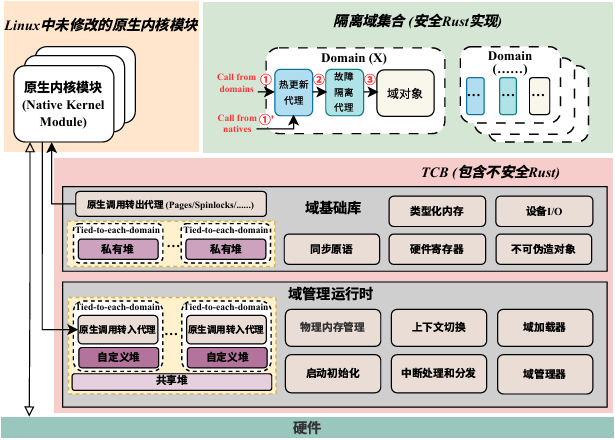 Linux中未修改的原生内核模块
原生内核模块
(Native Kernel
Module)
隔离域集合 (安全Rust实现)
Domain (X)
Call from
domains
①
热更新
代理
②
故障
隔离
代理
③
域对象
Call from
natives
①'
Domain
(......)
...
...
...
TCB (包含不安全Rust)
原生调用转出代理 (Pages/Spinlocks/......)
域基础库
类型化内存
设备I/O
Tied-to-each-domain
私有堆
...
Tied-to-each-domain
私有堆
同步原语
硬件寄存器
不可伪造对象
域管理运行时
Tied-to-each-domain
原生调用转入代理
自定义堆
...
Tied-to-each-domain
原生调用转入代理
自定义堆
共享堆
物理内存管理
上下文切换
域加载器
启动初始化
中断处理和分发
域管理器
硬件